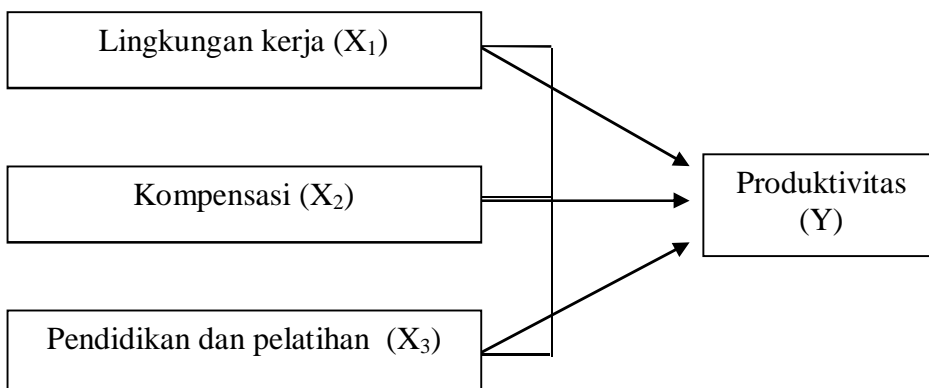 Lingkungan kerja (X₁)
Kompensasi (X₂)
Produktivitas
(Y)
Pendidikan dan pelatihan (X₃)